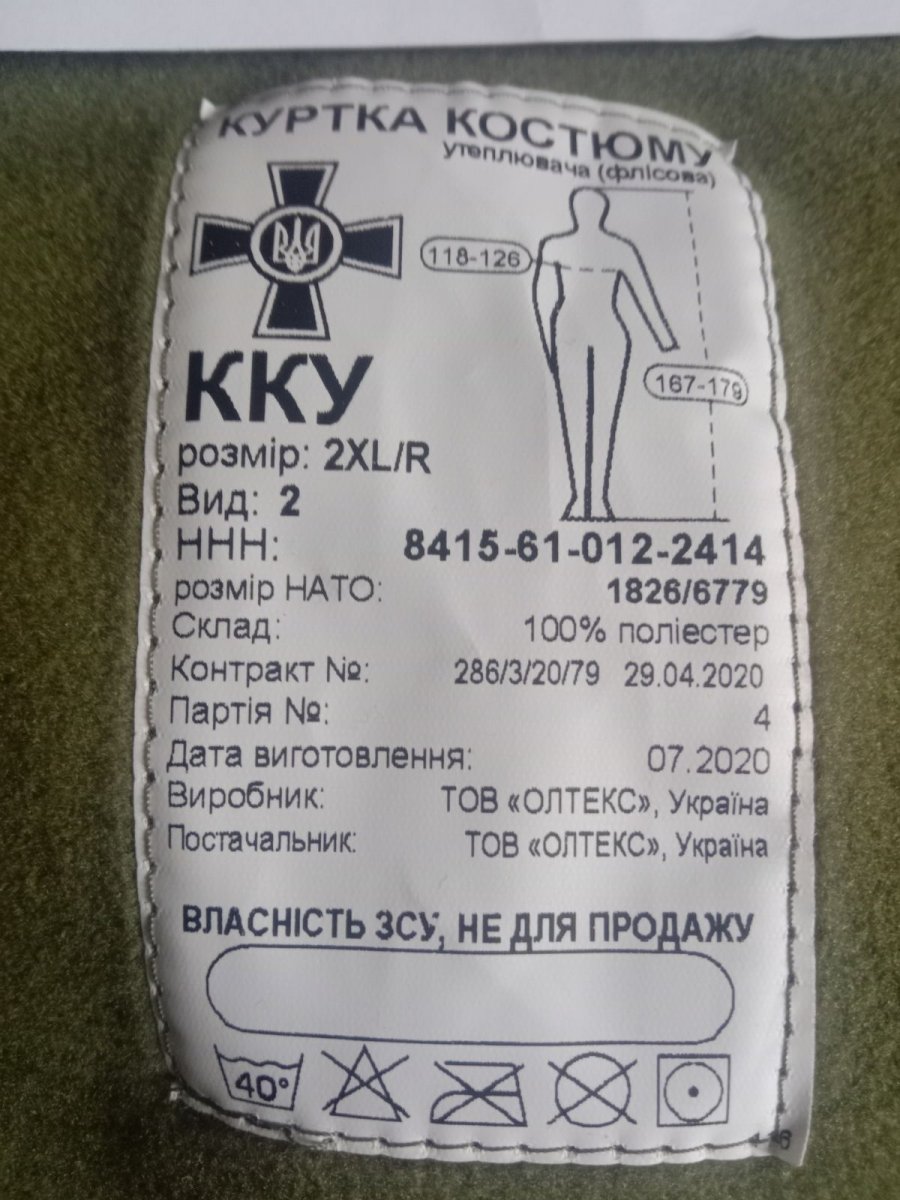 КУРТКА КОСТЮМУ
утеплювача (флісова)
118-126
167-179
ККУ
розмір: 2XL/R
Вид: 2
ННН: 8415-61-012-2414
розмір НАТО: 1826/6779
Склад: 100% поліестер
Контракт №: 286/3/20/79 29.04.2020
Партія №: 4
Дата виготовлення: 07.2020
Виробник: ТОВ «ОЛТЕКС», Україна
Постачальник: ТОВ «ОЛТЕКС», Україна
ВЛАСНІСТЬ ЗСУ, НЕ ДЛЯ ПРОДАЖУ
40°